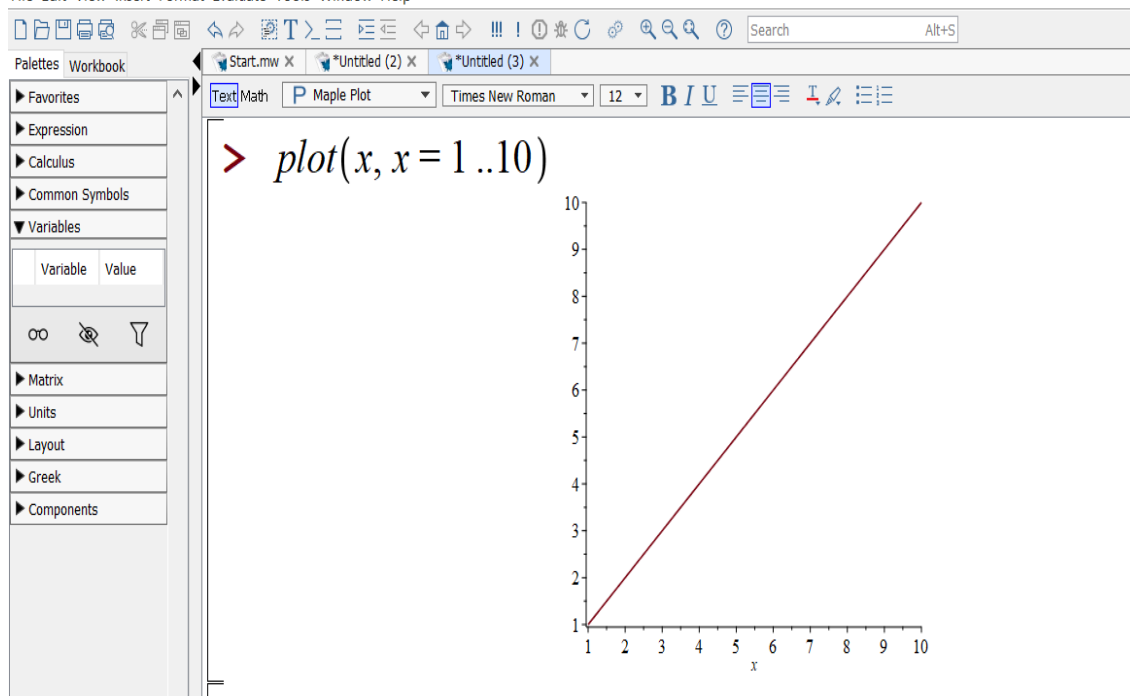 Search Alt+S
Palettes Workbook
Start.mw X *Untitled (2) X *Untitled (3) X
Text Math P Maple Plot Times New Roman 12 B I U
Favorites
Expression
Calculus
Common Symbols
Variables
Variable Value
Matrix
Units
Layout
Greek
Components
> plot(x, x = 1 ..10)
10
9
8
7
6
5
4
3
2
1
1 2 3 4 5 6 7 8 9 10
x